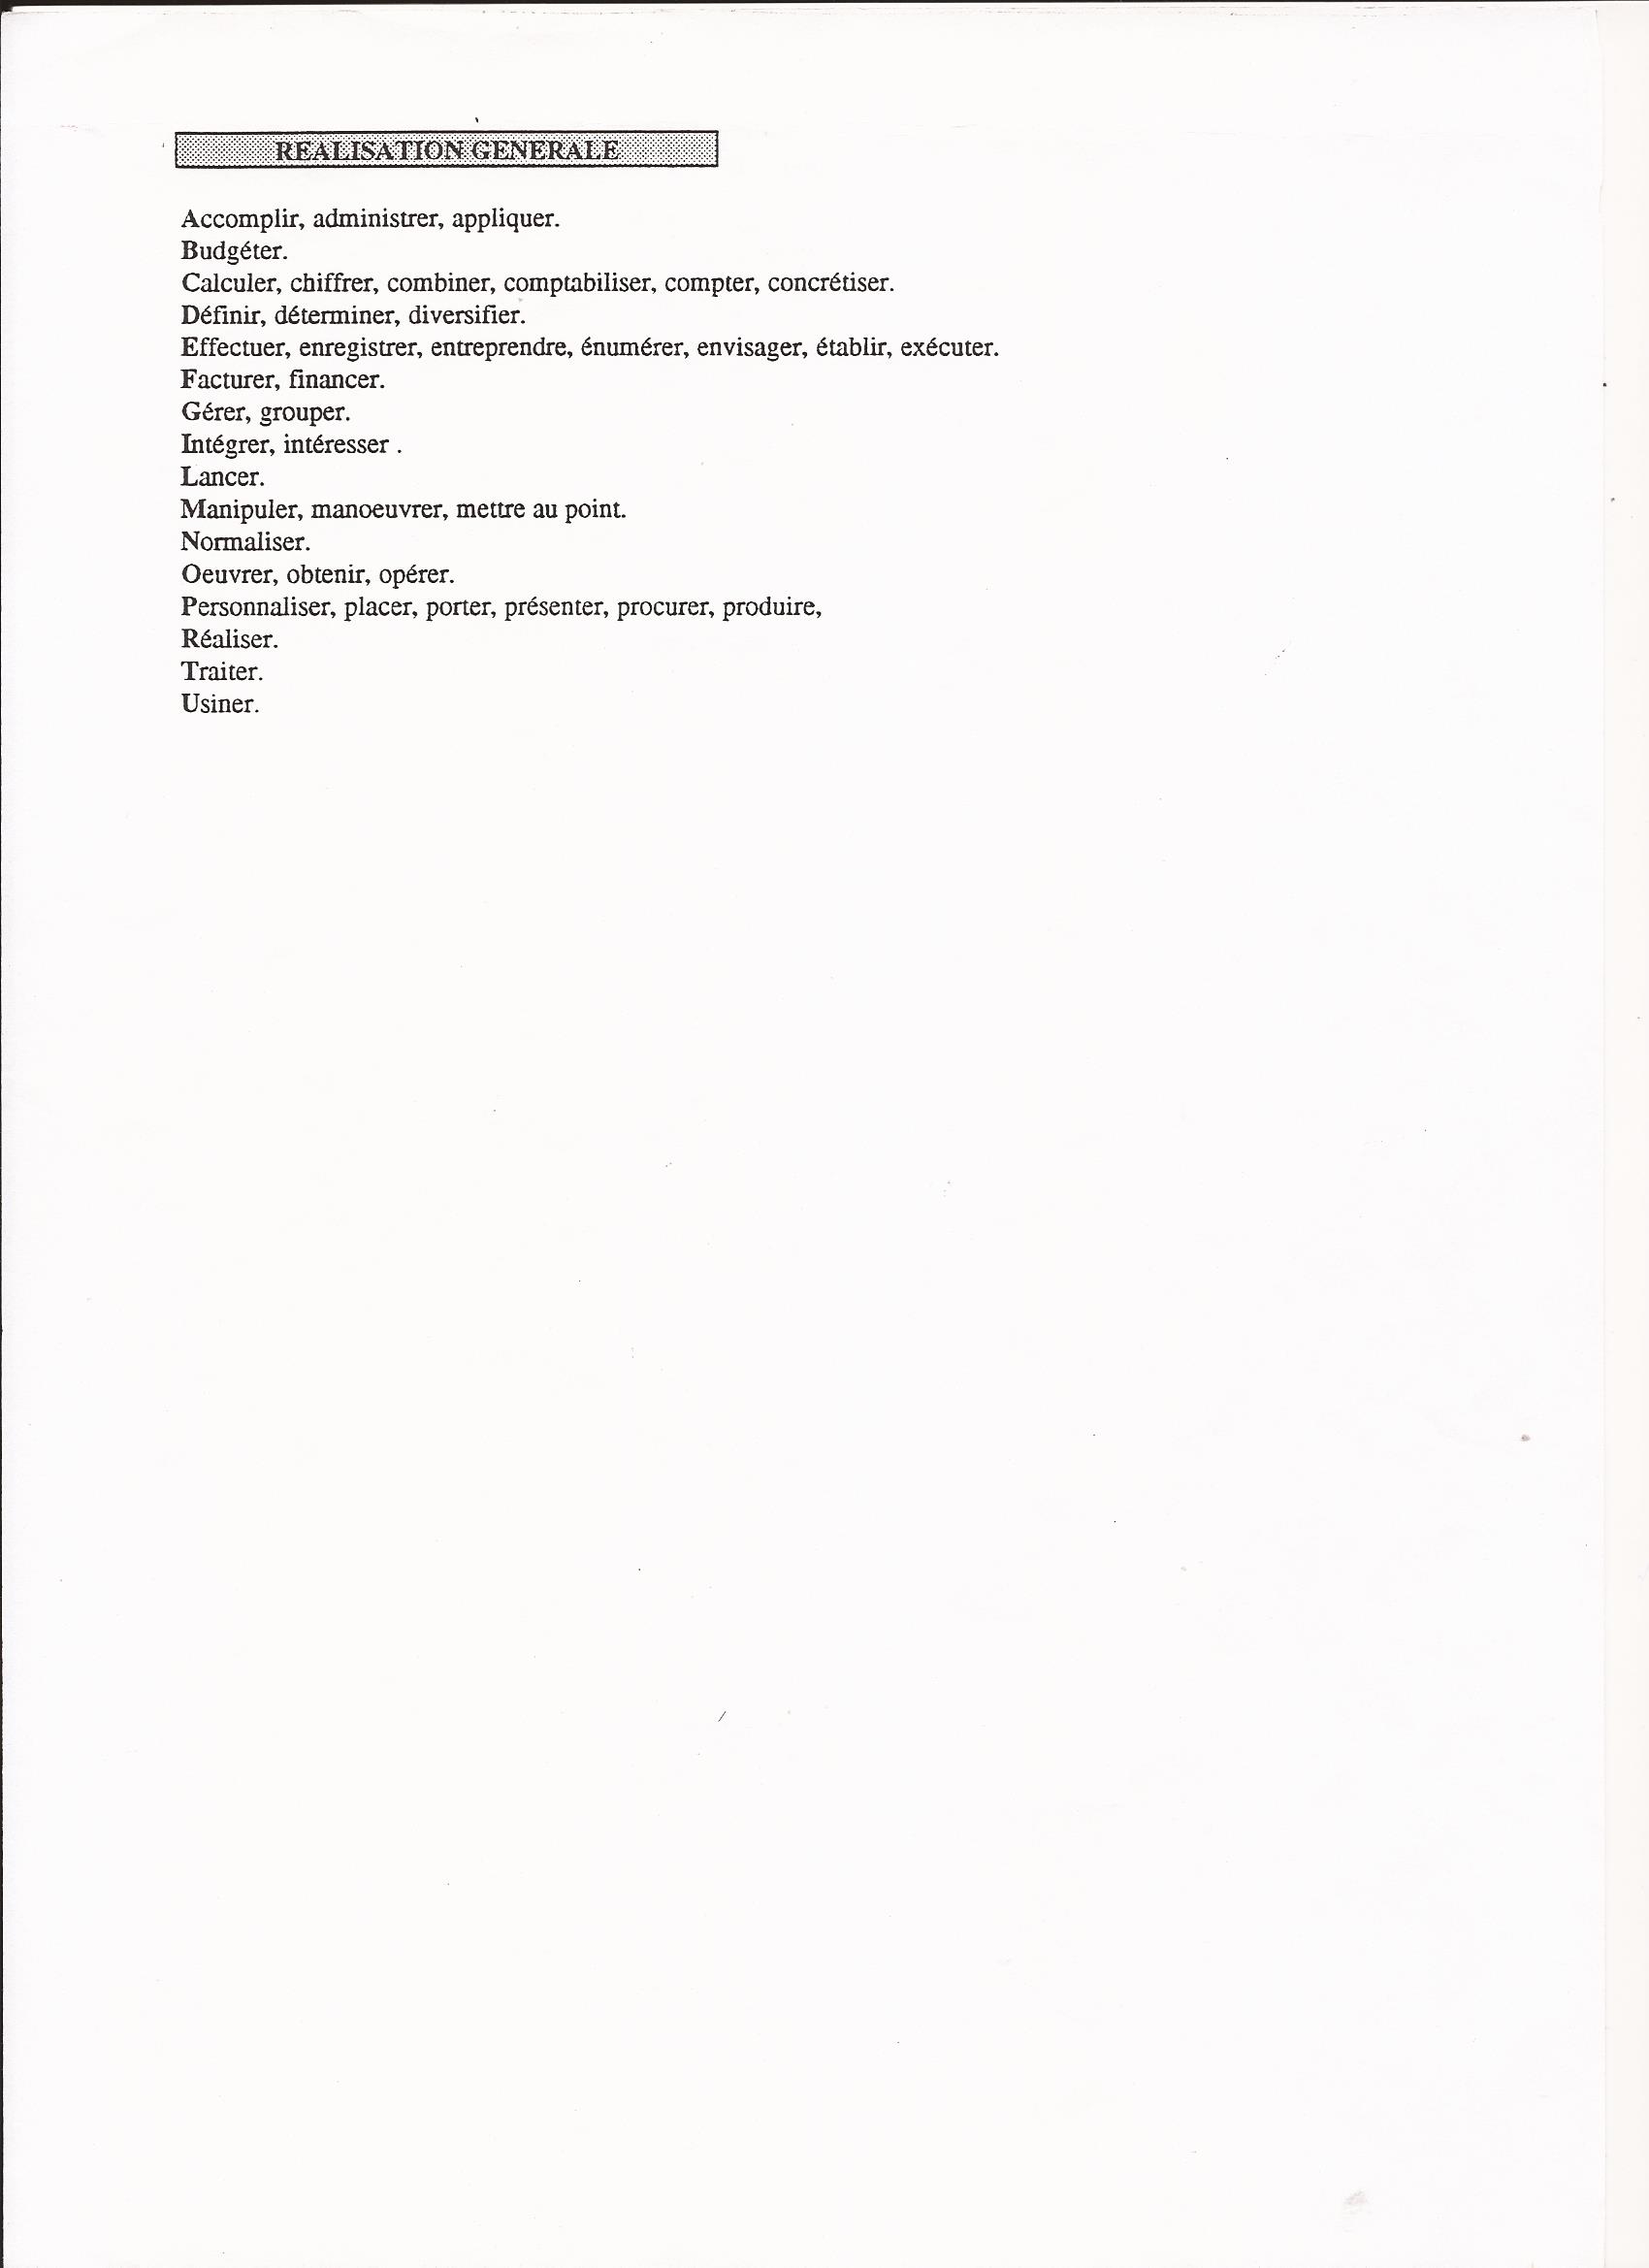 REALISATION GENERALE
Accomplir, administrer, appliquer.
Budgéter.
Calculer, chiffrer, combiner, comptabiliser, compter, concrétiser.
Définir, déterminer, diversifier.
Effectuer, enregistrer, entreprendre, énumérer, envisager, établir, exécuter.
Facturer, financer.
Gérer, grouper.
Intégrer, intéresser .
Lancer.
Manipuler, manoeuvrer, mettre au point.
Normaliser.
Oeuvrer, obtenir, opérer.
Personnaliser, placer, porter, présenter, procurer, produire,
Réaliser.
Traiter.
Usiner.